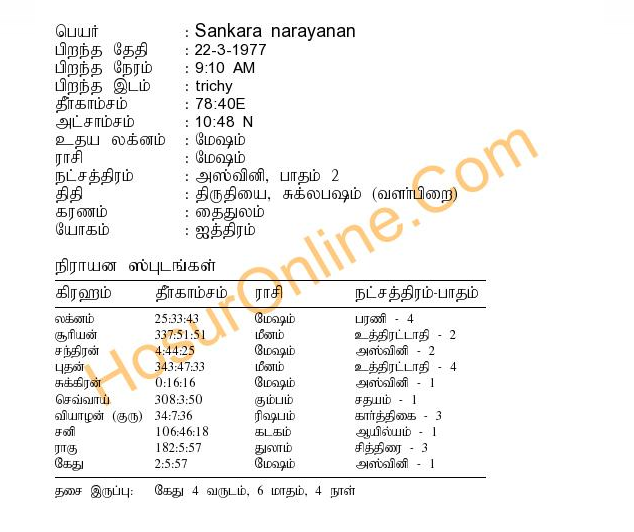 பெயர் : Sankara narayanan
பிறந்த தேதி : 22-3-1977
பிறந்த நேரம் : 9:10 AM
பிறந்த இடம் : trichy
தீர்காம்சம் : 78:40E
அட்சாம்சம் : 10:48 N
உதய லக்னம் : மேஷம்
ராசி : மேஷம்
நட்சத்திரம் : அஸ்வினி, பாதம் 2
திதி : திருதியை, சுக்லபஷம் (வளர்பிறை)
கரணம் : தைதுலம்
யோகம் : ஐத்திரம்
HosurOnline.Com
நிராயன ஸ்புடங்கள்
கிரஹம் தீர்காம்சம் ராசி நட்சத்திரம்-பாதம்
லக்னம் 25:33:43 மேஷம் பரணி - 4
சூரியன் 337:51:51 மீனம் உத்திரட்டாதி - 2
சந்திரன் 4:44:25 மேஷம் அஸ்வினி - 2
புதன் 343:47:33 மீனம் உத்திரட்டாதி - 4
சுக்கிரன் 0:16:16 மேஷம் அஸ்வினி - 1
செவ்வாய் 308:3:50 கும்பம் சதயம் - 1
வியாழன் (குரு) 34:7:36 ரிஷபம் கார்த்திகை - 3
சனி 106:46:18 கடகம் ஆயில்யம் - 1
ராகு 182:5:57 துலாம் சித்திரை - 3
கேது 2:5:57 மேஷம் அஸ்வினி - 1
தசை இருப்பு: கேது 4 வருடம், 6 மாதம், 4 நாள்